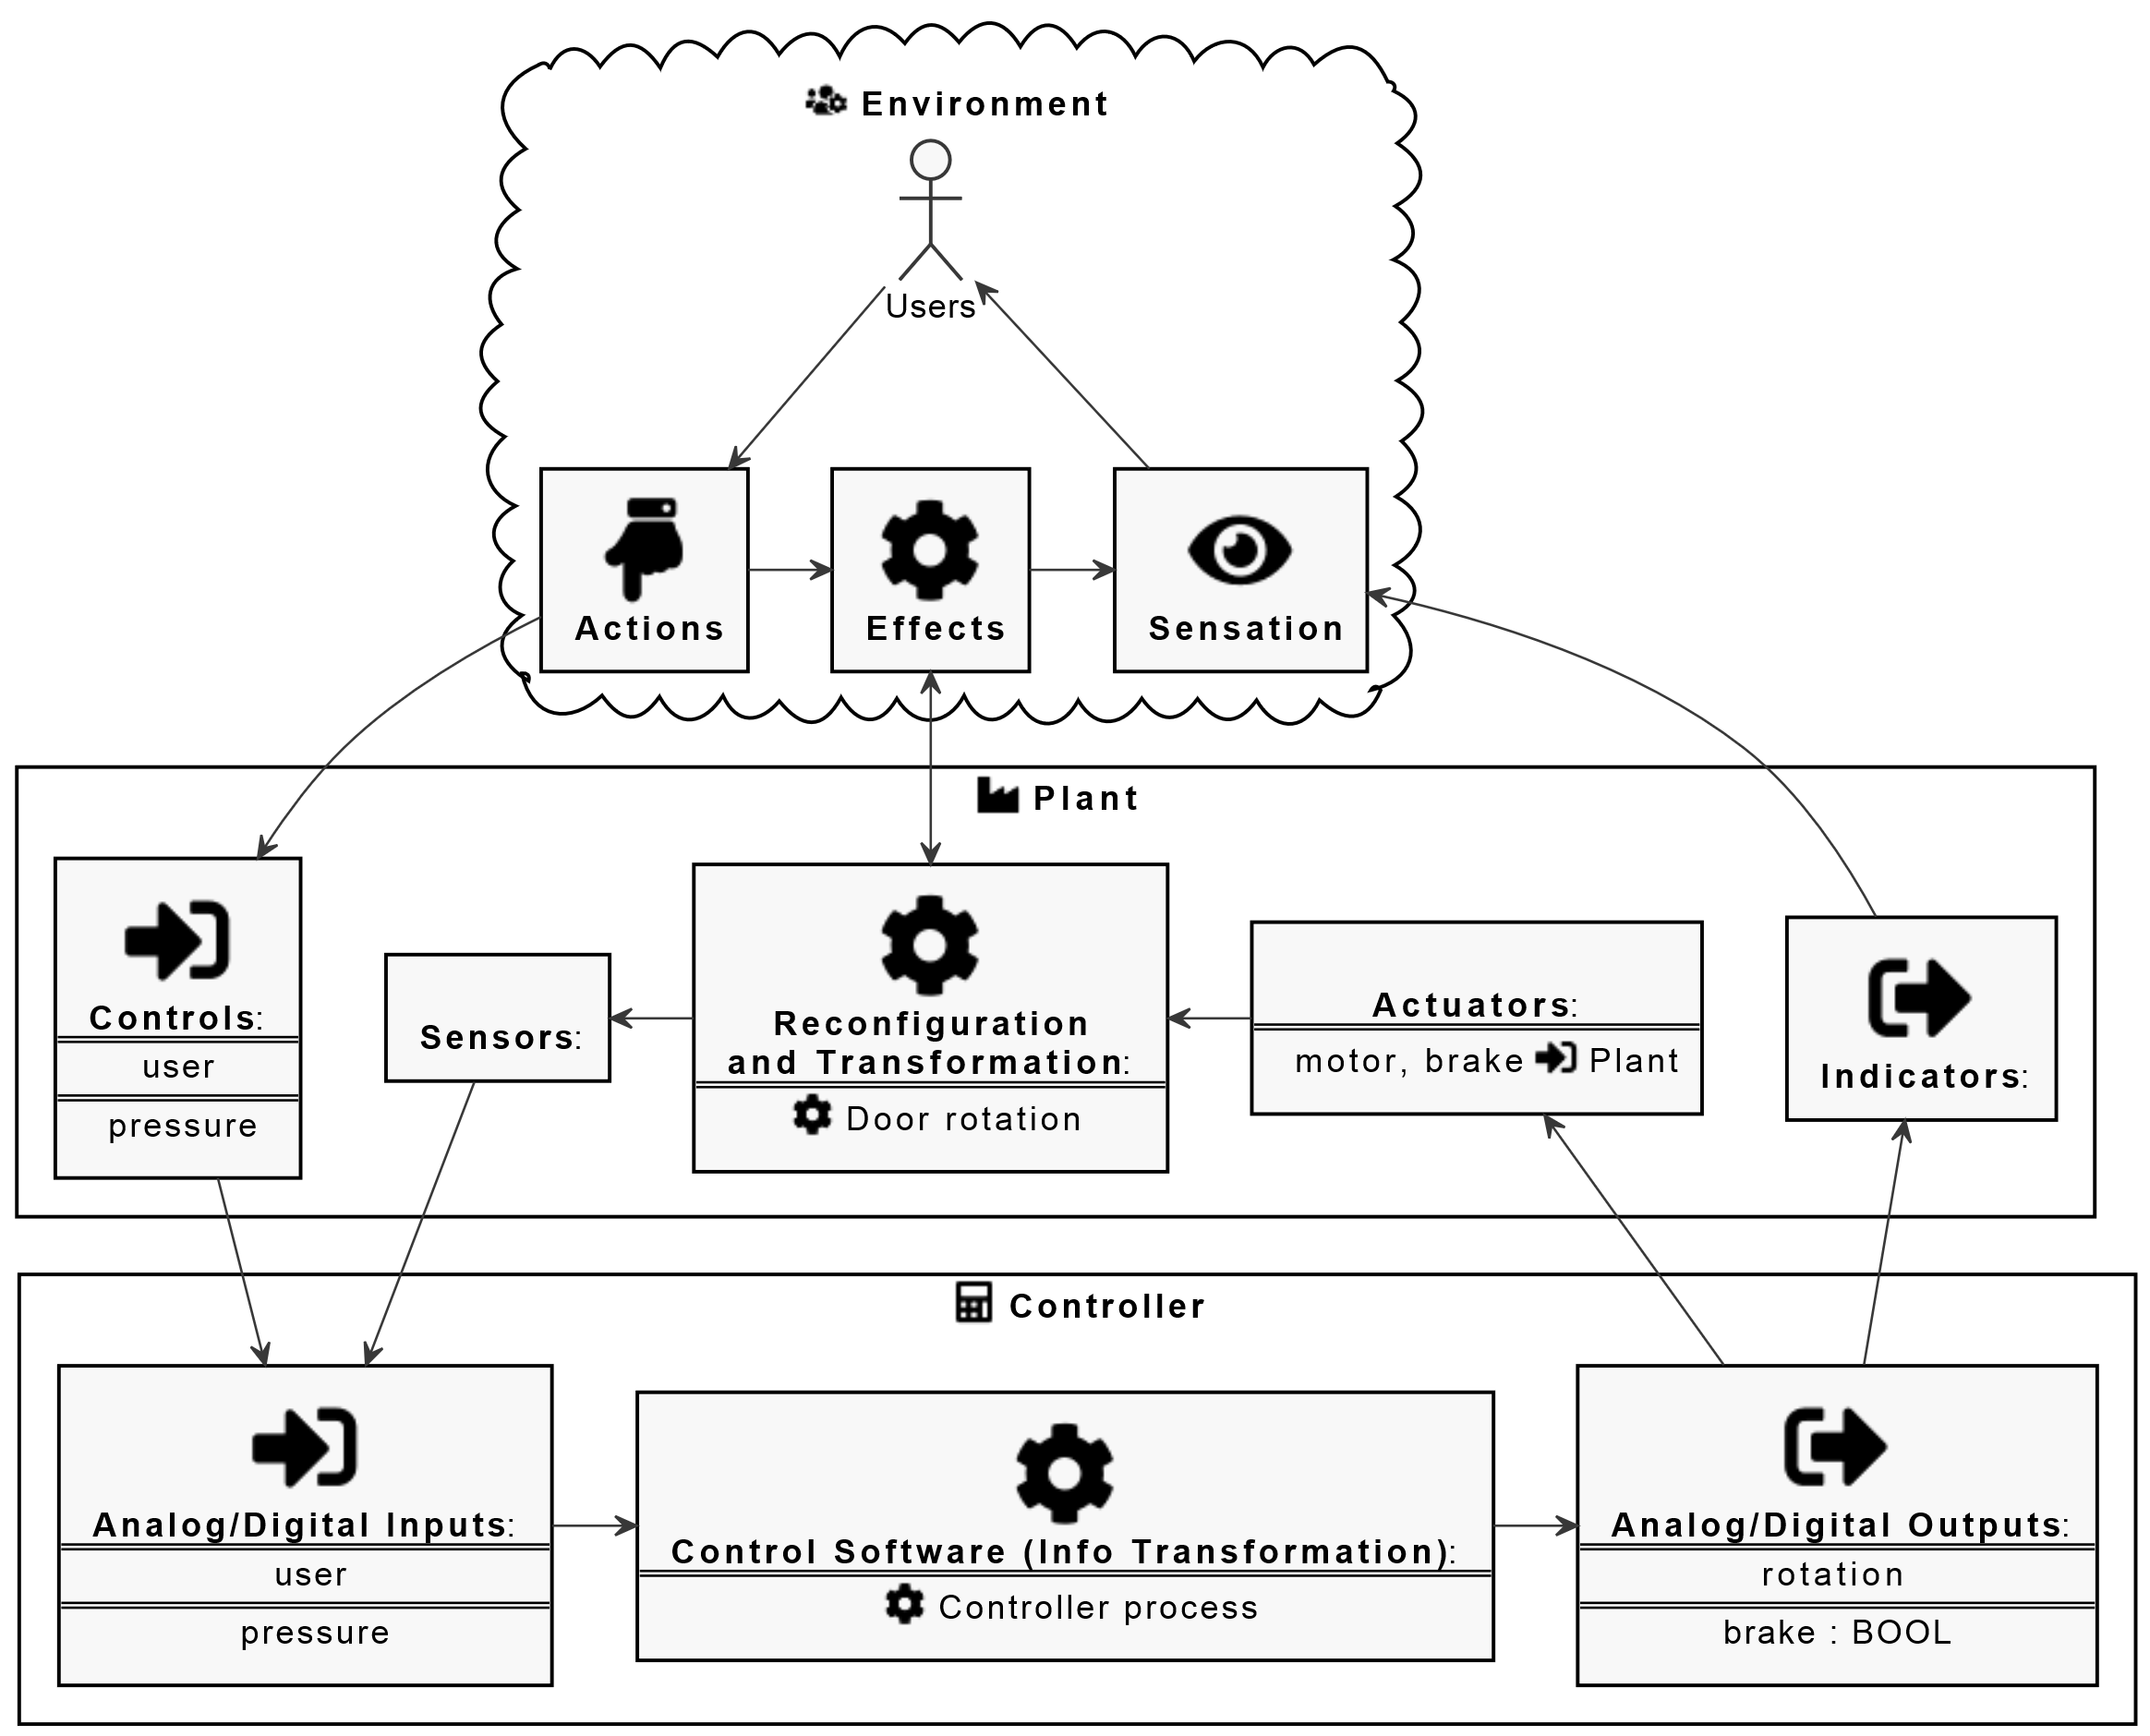 Environment
Users
Actions
Effects
Sensation
Plant
Controls:
user
pressure
Sensors:
Reconfiguration
and Transformation:
Door rotation
Actuators:
motor, brake Plant
Indicators:
Controller
Analog/Digital Inputs:
user
pressure
Control Software (Info Transformation):
Controller process
Analog/Digital Outputs:
rotation
brake : BOOL